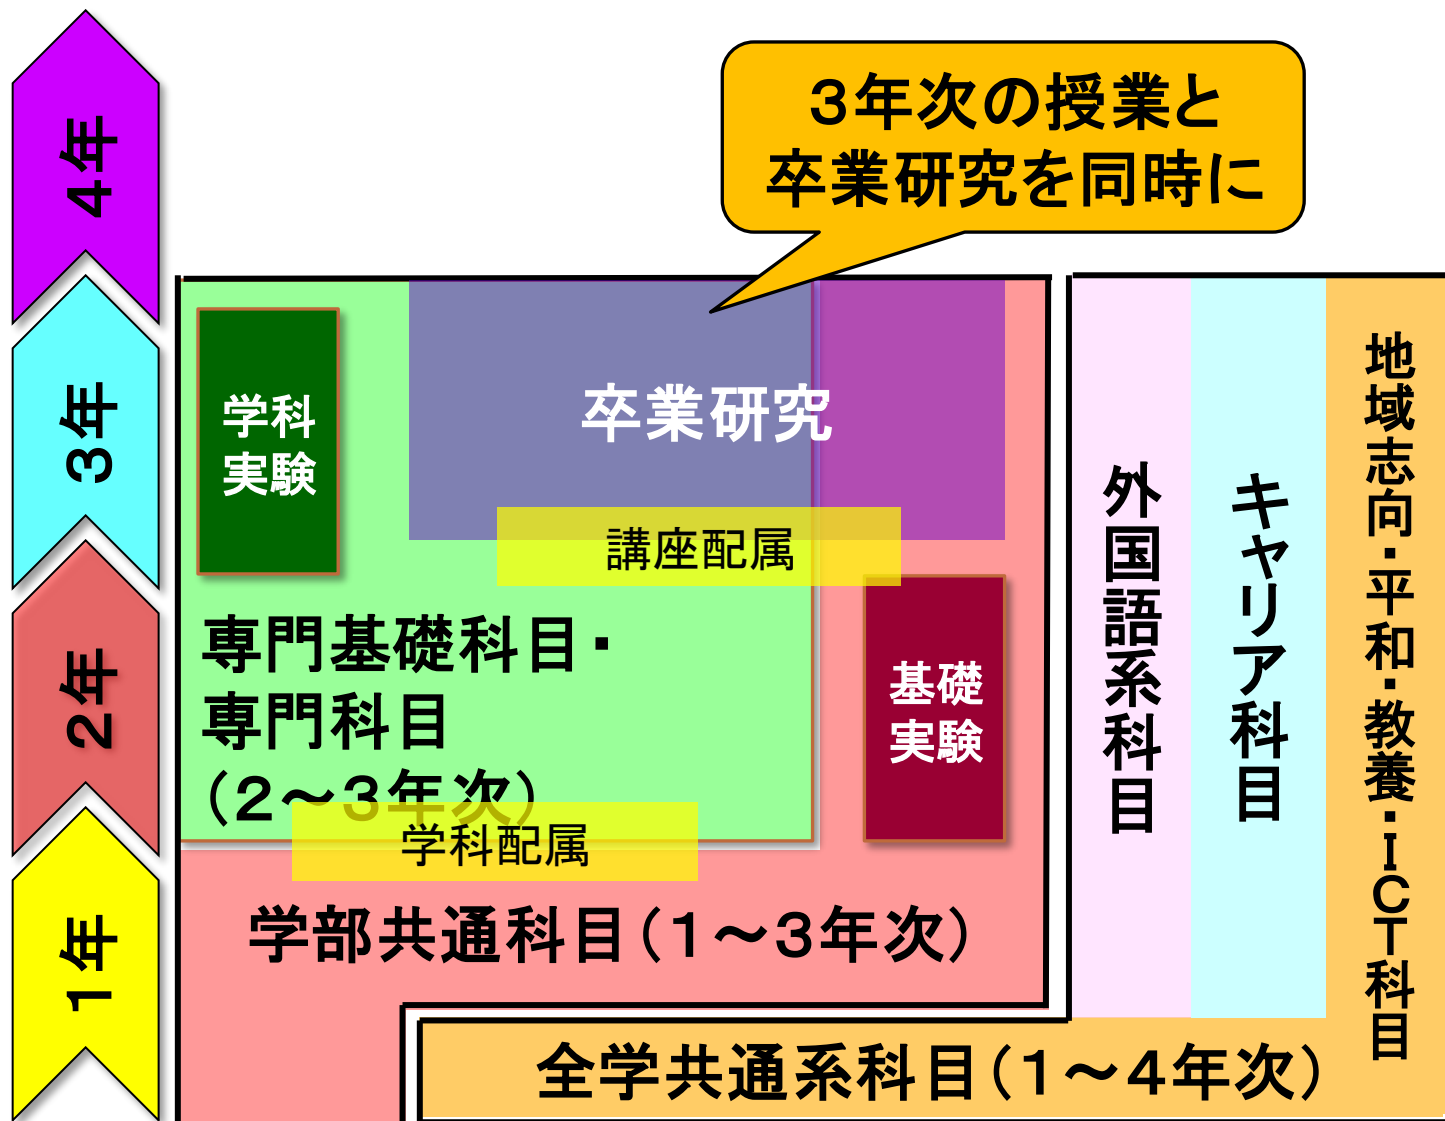 4年
3年
2年
1年
３年次の授業と
卒業研究を同時に
学科
実験
卒業研究
講座配属
専門基礎科目・
専門科目
（２～３年次）
学科配属
基礎
実験
学部共通科目（１～３年次）
外国語系科目
キャリア科目
地域志向・平和・教養・ＩＣＴ科目
全学共通系科目（１～４年次）